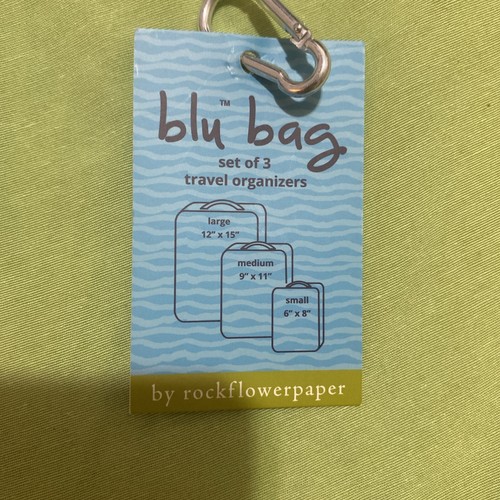 blu™ bag
set of 3
travel organizers
large
12" x 15"
medium
9" x 11"
small
6" x 8"
by rockflowerpaper